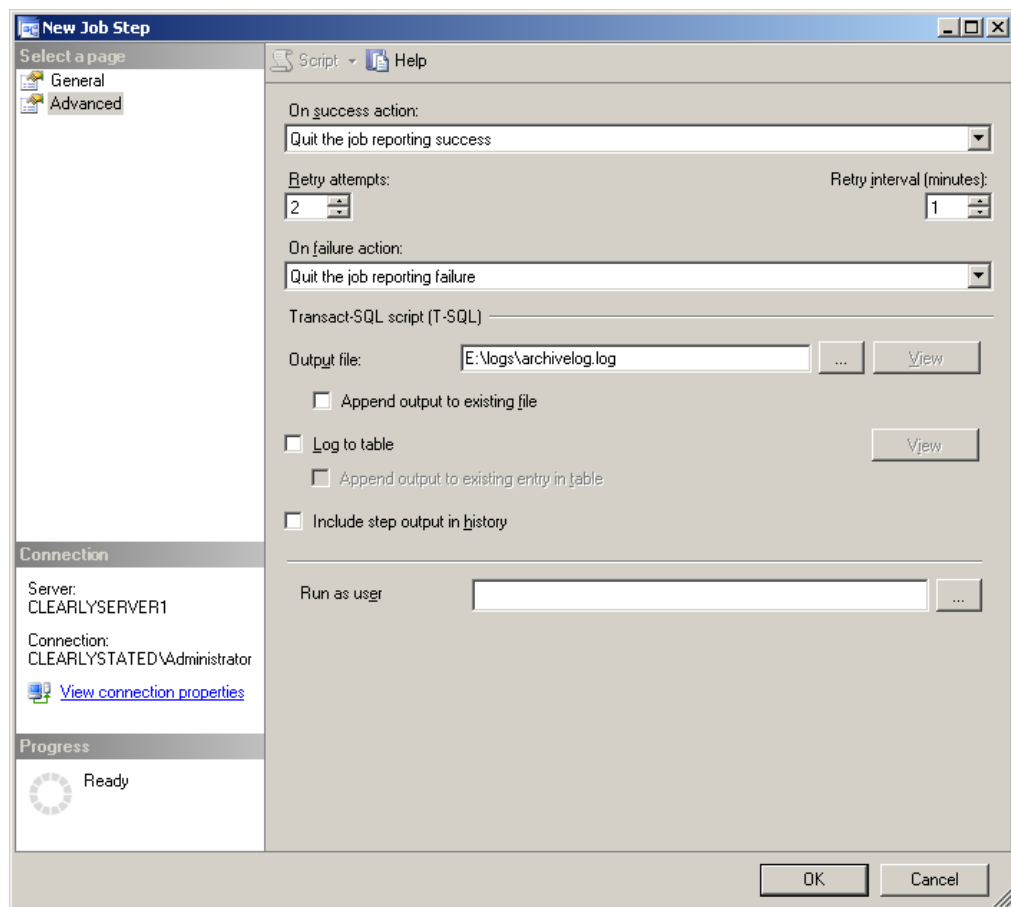 New Job Step
Select a page
General
Advanced
Script
Help
On success action:
Quit the job reporting success
Retry attempts:
Retry interval (minutes):
2
1
On failure action:
Quit the job reporting failure
Transact-SQL script (T-SQL)
Output file:
E:\logs\archivelog.log
...
View
Append output to existing file
Log to table
View
Append output to existing entry in table
Include step output in history
Run as user
...
Connection
Server:
CLEARLYSERVER1
Connection:
CLEARLYSTATED\Administrator
View connection properties
Progress
Ready
OK
Cancel